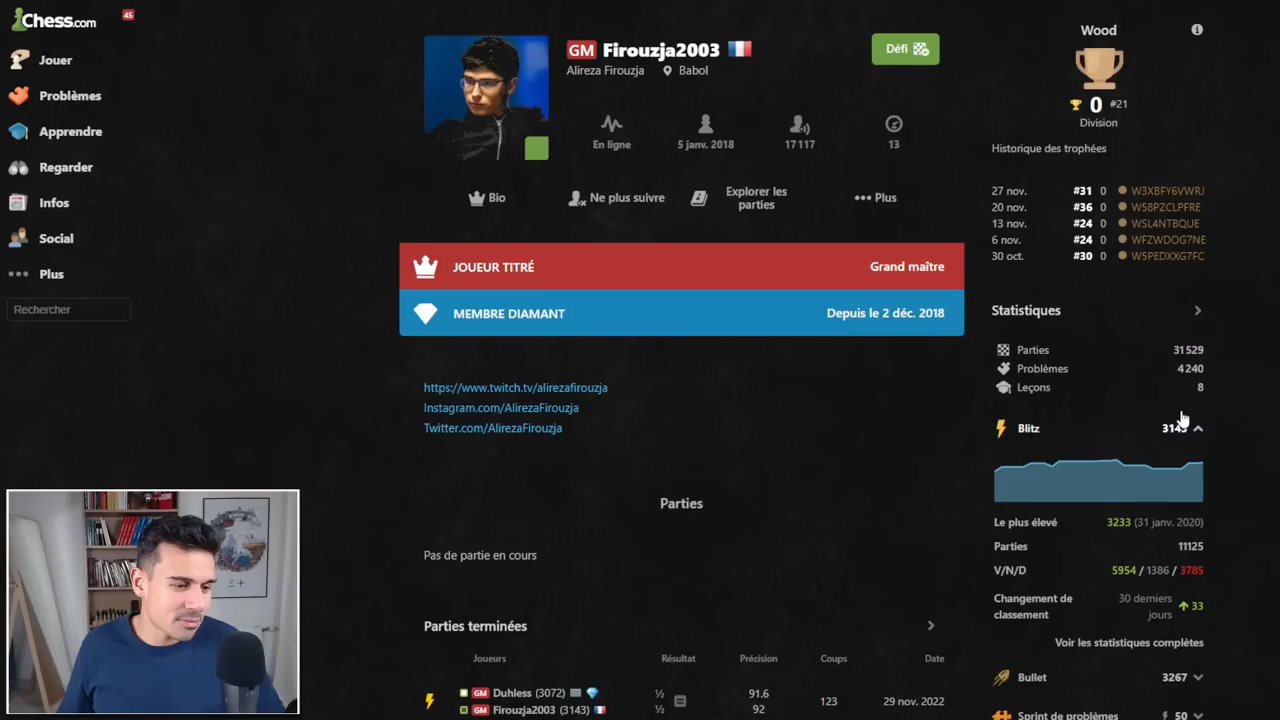 Chess.com
45
Jouer
Problèmes
Apprendre
Regarder
Infos
Social
Plus
Rechercher
GM Firouzja2003
Alireza Firouzja Babol
Défi
En ligne
5 janv. 2018
17 117
13
Bio
Ne plus suivre
Explorer les parties
Plus
JOUEUR TITRÉ Grand maître
MEMBRE DIAMANT Depuis le 2 déc. 2018
https://www.twitch.tv/alirezafirouzja
Instagram.com/AlirezaFirouzja
Twitter.com/AlirezaFirouzja
Parties
Pas de partie en cours
Parties terminées
Joueurs Résultat Précision Coups Date
GM Duhless (3072) ½ 91.6
123 29 nov. 2022
GM Firouzja2003 (3143) ½ 92
Wood
0 #21
Division
Historique des trophées
27 nov. #31 0 W3XBFY6VWRJ
20 nov. #36 0 W58PZCLPFRE
13 nov. #24 0 WSL4NTBQUE
6 nov. #24 0 WFZWDOG7NE
30 oct. #30 0 W5PEDXXG7FC
Statistiques
Parties 31 529
Problèmes 4 240
Leçons 8
Blitz 3143
Le plus élevé 3233 (31 janv. 2020)
Parties 11125
V/N/D 5954 / 1386 / 3785
Changement de classement 30 derniers jours 33
Voir les statistiques complètes
Bullet 3267
Sprint de problèmes 50